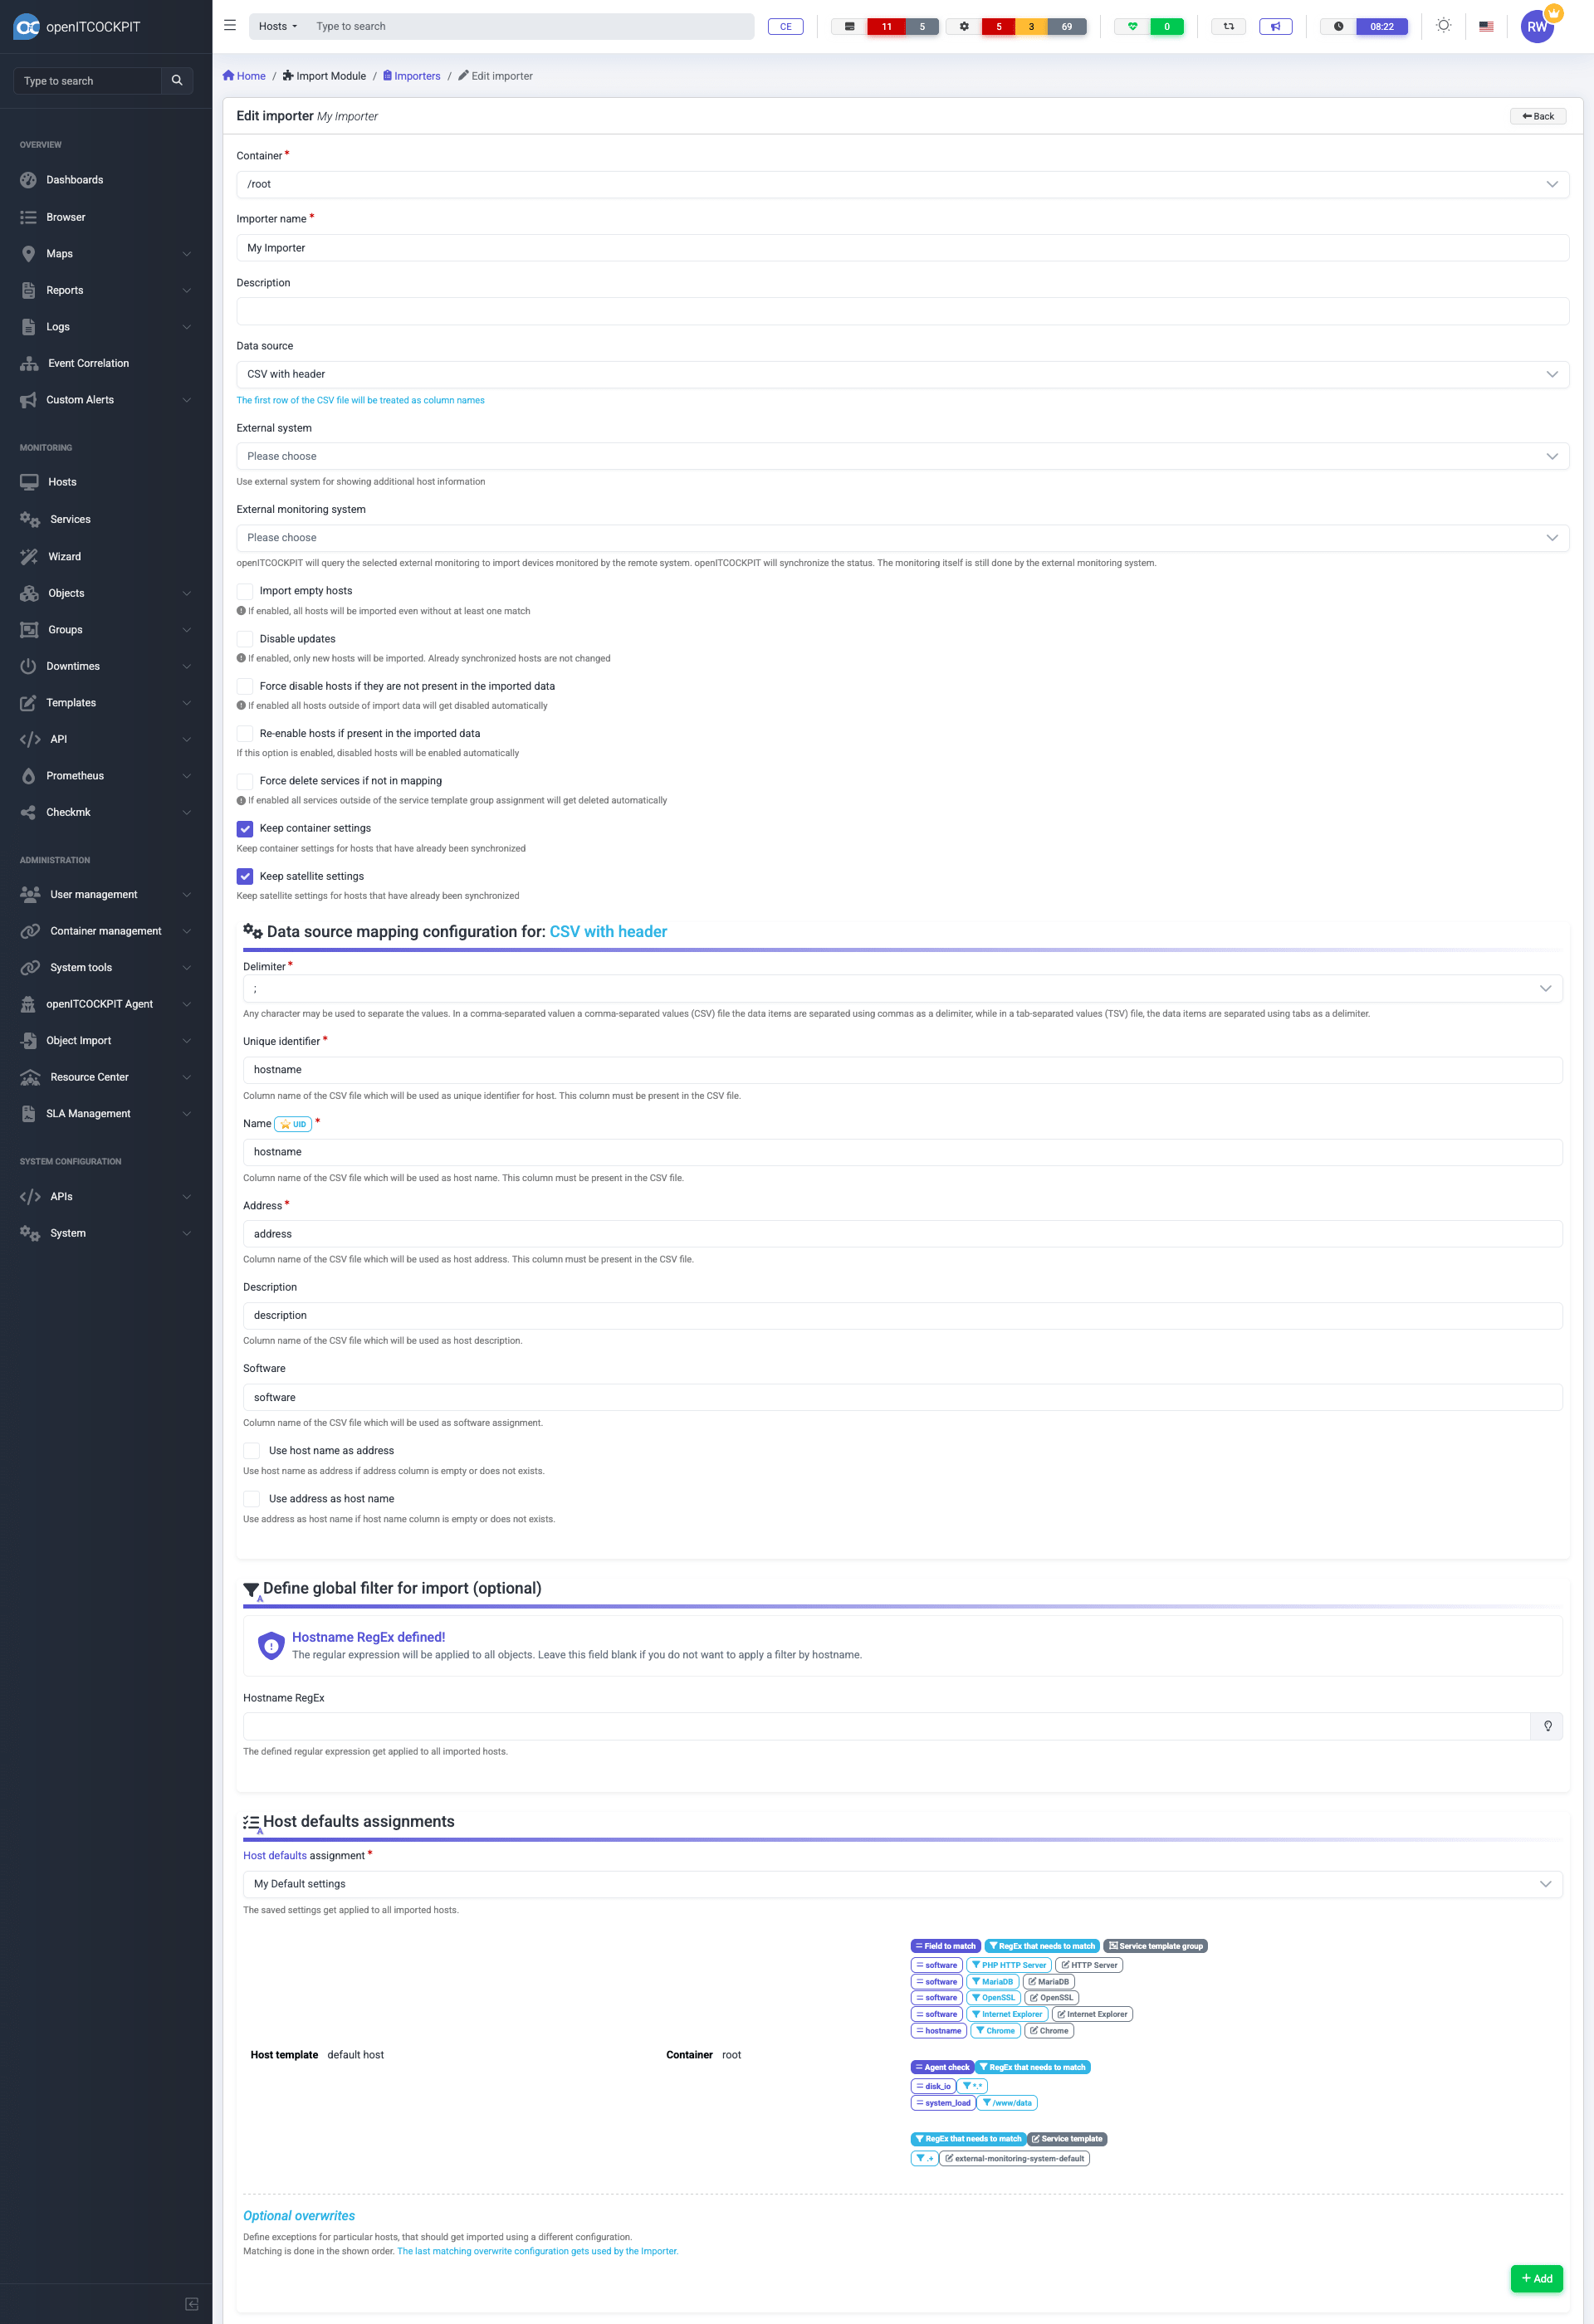 openITCOCKPIT
Hosts
Type to search
CE
11
5
5
3
69
0
08:22
RW
Type to search
OVERVIEW
Dashboards
Browser
Maps
Reports
Logs
Event Correlation
Custom Alerts
MONITORING
Hosts
Services
Wizard
Objects
Groups
Downtimes
Templates
API
Prometheus
Checkmk
ADMINISTRATION
User management
Container management
System tools
openITCOCKPIT Agent
Object Import
Resource Center
SLA Management
SYSTEM CONFIGURATION
APIs
System
Home / Import Module / Importers / Edit importer
Edit importer My Importer
Back
Container *
/root
Importer name *
My Importer
Description
Data source
CSV with header
The first row of the CSV file will be treated as column names
External system
Please choose
Use external system for showing additional host information
External monitoring system
Please choose
openITCOCKPIT will query the selected external monitoring to import devices monitored by the remote system. openITCOCKPIT will synchronize the status. The monitoring itself is still done by the external monitoring system.
Import empty hosts
If enabled, all hosts will be imported even without at least one match
Disable updates
If enabled, only new hosts will be imported. Already synchronized hosts are not changed
Force disable hosts if they are not present in the imported data
If enabled all hosts outside of import data will get disabled automatically
Re-enable hosts if present in the imported data
If this option is enabled, disabled hosts will be enabled automatically
Force delete services if not in mapping
If enabled all services outside of the service template group assignment will get deleted automatically
Keep container settings
Keep container settings for hosts that have already been synchronized
Keep satellite settings
Keep satellite settings for hosts that have already been synchronized
Data source mapping configuration for: CSV with header
Delimiter *
;
Any character may be used to separate the values. In a comma-separated valuen a comma-separated values (CSV) file the data items are separated using commas as a delimiter, while in a tab-separated values (TSV) file, the data items are separated using tabs as a delimiter.
Unique identifier *
hostname
Column name of the CSV file which will be used as unique identifier for host. This column must be present in the CSV file.
Name UID *
hostname
Column name of the CSV file which will be used as host name. This column must be present in the CSV file.
Address *
address
Column name of the CSV file which will be used as host address. This column must be present in the CSV file.
Description
description
Column name of the CSV file which will be used as host description.
Software
software
Column name of the CSV file which will be used as software assignment.
Use host name as address
Use host name as address if address column is empty or does not exists.
Use address as host name
Use address as host name if host name column is empty or does not exists.
Define global filter for import (optional)
Hostname RegEx defined!
The regular expression will be applied to all objects. Leave this field blank if you do not want to apply a filter by hostname.
Hostname RegEx
The defined regular expression get applied to all imported hosts.
Host defaults assignments
Host defaults assignment *
My Default settings
The saved settings get applied to all imported hosts.
Field to match RegEx that needs to match Service template group
software PHP HTTP Server HTTP Server
software MariaDB MariaDB
software OpenSSL OpenSSL
software Internet Explorer Internet Explorer
hostname Chrome Chrome
Host template default host
Container root
Agent check RegEx that needs to match
disk_io *.*
system_load /www/data
RegEx that needs to match Service template
.+ external-monitoring-system-default
Optional overwrites
Define exceptions for particular hosts, that should get imported using a different configuration.
Matching is done in the shown order. The last matching overwrite configuration gets used by the Importer.
+ Add